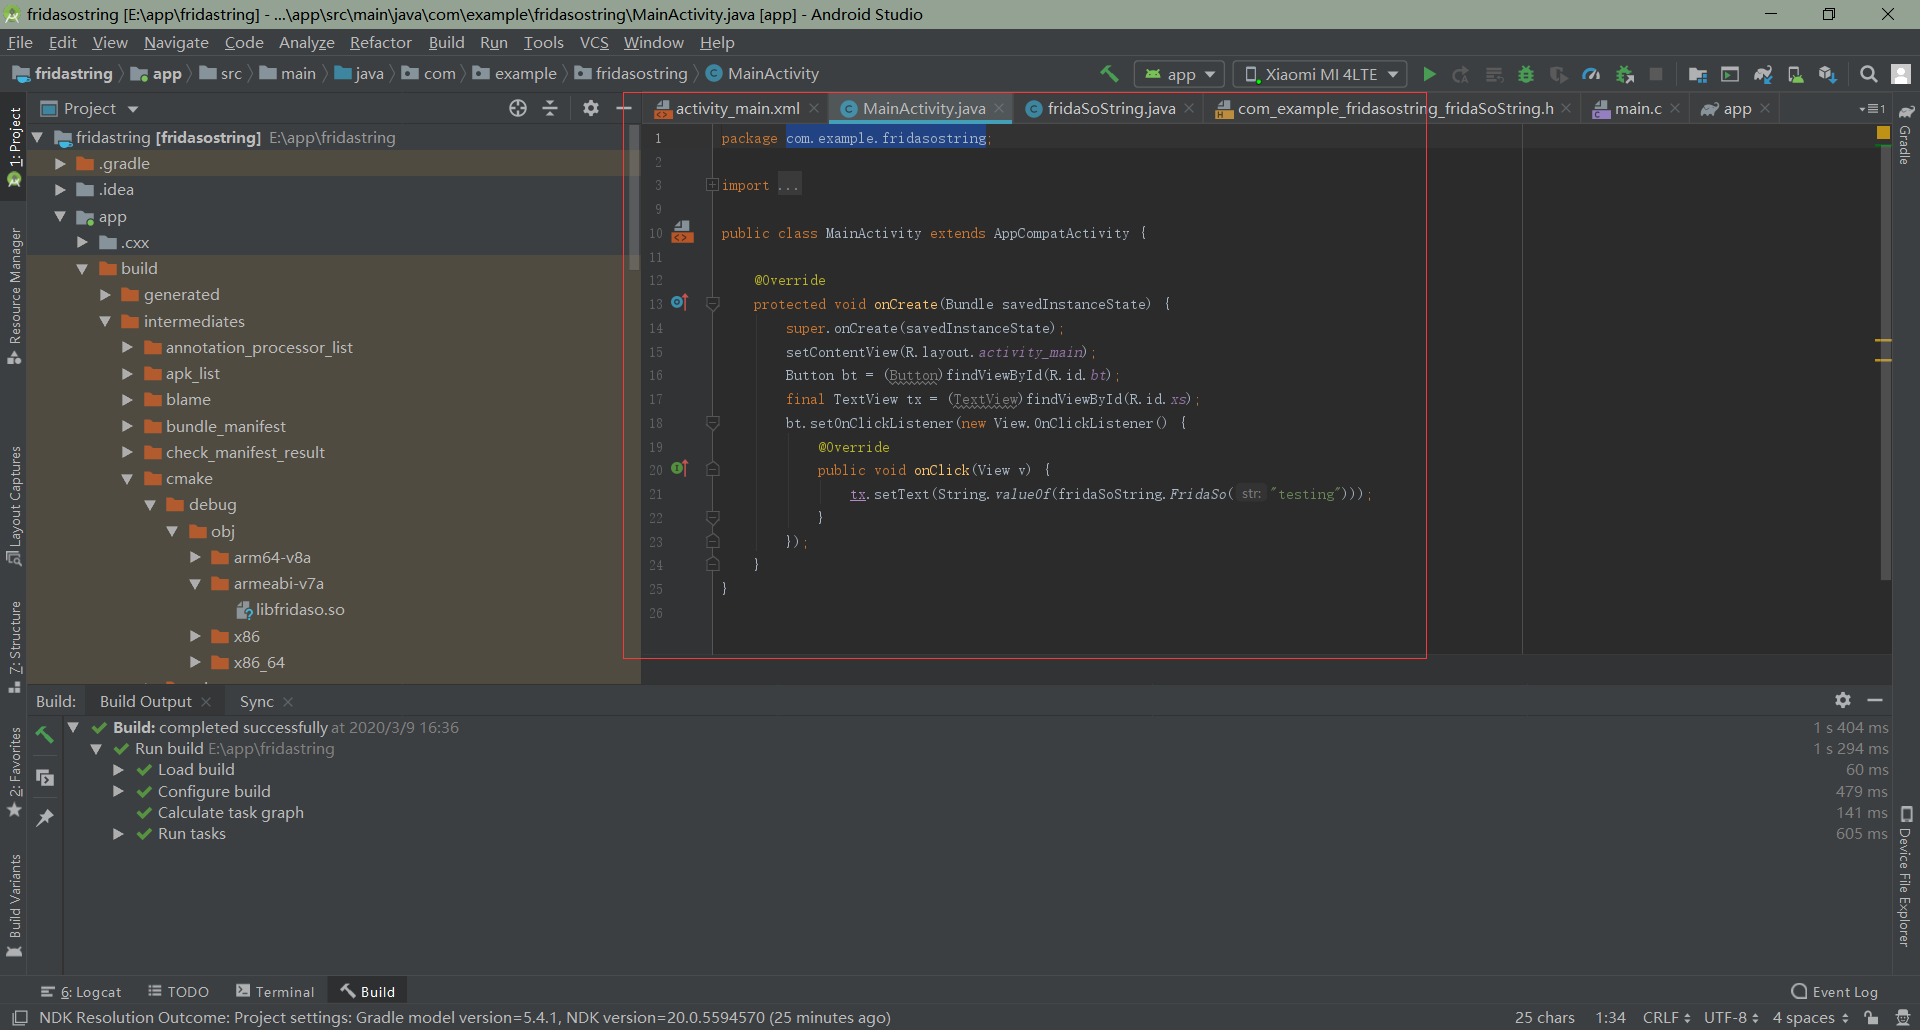 fridasostring [E:\app\fridastring] - ...\app\src\main\java\com\example\fridasostring\MainActivity.java [app] - Android Studio
File Edit View Navigate Code Analyze Refactor Build Run Tools VCS Window Help
fridastring app src main java com example fridasostring MainActivity app Xiaomi MI 4LTE
Project
activity_main.xml MainActivity.java fridaSoString.java com_example_fridasostring_fridaSoString.h main.c app 1
1: Project
Resource Manager
Layout Captures
7: Structure
2: Favorites
Build Variants
fridastring [fridasostring] E:\app\fridastring
.gradle
.idea
app
.cxx
build
generated
intermediates
annotation_processor_list
apk_list
blame
bundle_manifest
check_manifest_result
cmake
debug
obj
arm64-v8a
armeabi-v7a
libfridaso.so
x86
x86_64
1 package com.example.fridasostring;
2
3 import ...
9
10 public class MainActivity extends AppCompatActivity {
11
12 @Override
13 protected void onCreate(Bundle savedInstanceState) {
14 super.onCreate(savedInstanceState);
15 setContentView(R.layout.activity_main);
16 Button bt = (Button)findViewById(R.id.bt);
17 final TextView tx = (TextView)findViewById(R.id.xs);
18 bt.setOnClickListener(new View.OnClickListener() {
19 @Override
20 public void onClick(View v) {
21 tx.setText(String.valueOf(fridaSoString.FridaSo( str: "testing")));
22 }
23 });
24 }
25 }
26
Gradle
Device File Explorer
Build: Build Output Sync
Build: completed successfully at 2020/3/9 16:36 1 s 404 ms
Run build E:\app\fridastring 1 s 294 ms
Load build 60 ms
Configure build 479 ms
Calculate task graph 141 ms
Run tasks 605 ms
6: Logcat TODO Terminal Build Event Log
NDK Resolution Outcome: Project settings: Gradle model version=5.4.1, NDK version=20.0.5594570 (25 minutes ago) 25 chars 1:34 CRLF UTF-8 4 spaces